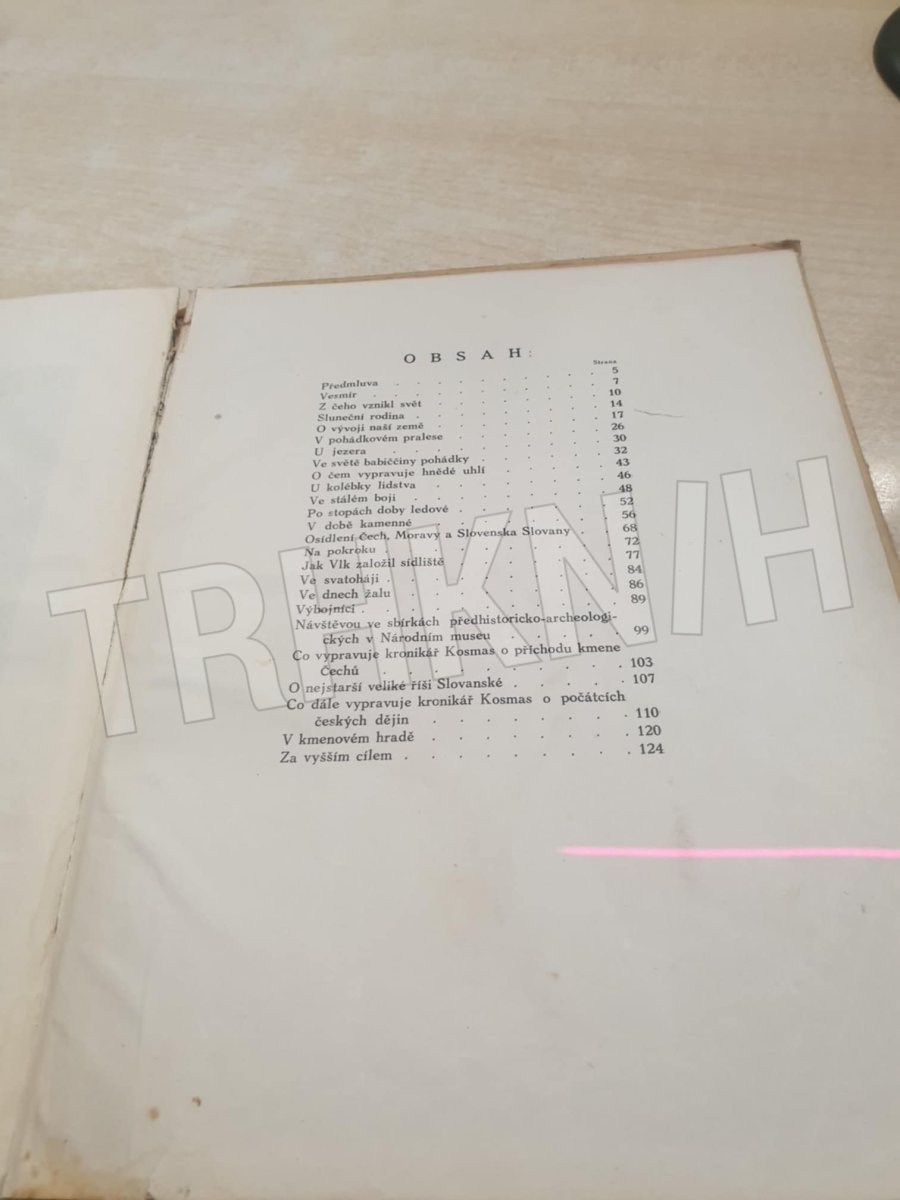 OBSAH:
Strana
Předmluva . . . . . . . 5
Vesmír . . . . . . . . 7
Z čeho vznikl svět . . . . . . 10
Sluneční rodina . . . . . . 14
O vývoji naší země . . . . . . 17
V pohádkovém pralese . . . . . 26
U jezera . . . . . . . 30
Ve světě babiččiny pohádky . . . . 32
O čem vypravuje hnědé uhlí . . . . 43
U kolébky lidstva . . . . . . 46
Ve stálém boji . . . . . . . 48
Po stopách doby ledové . . . . . 52
V době kamenné . . . . . . 56
Osídlení Čech, Moravy a Slovenska Slovany . . 68
Na pokroku . . . . . . . 72
Jak Vlk založil sídliště . . . . . 77
Ve svatoháji . . . . . . . 84
Ve dnech žalu . . . . . . . 86
Výbojníci . . . . . . . . 89
Návštěvou ve sbírkách předhistoricko-archeologi-
ckých v Národním museu . . . . . 99
Co vypravuje kronikář Kosmas o příchodu kmene
Čechů . . . . . . . . 103
O nejstarší veliké říši Slovanské . . . . . 107
Co dále vypravuje kronikář Kosmas o počátcích
českých dějin . . . . . . . 110
V kmenovém hradě . . . . . . . 120
Za vyšším cílem . . . . . . . . 124
TRHKNIH